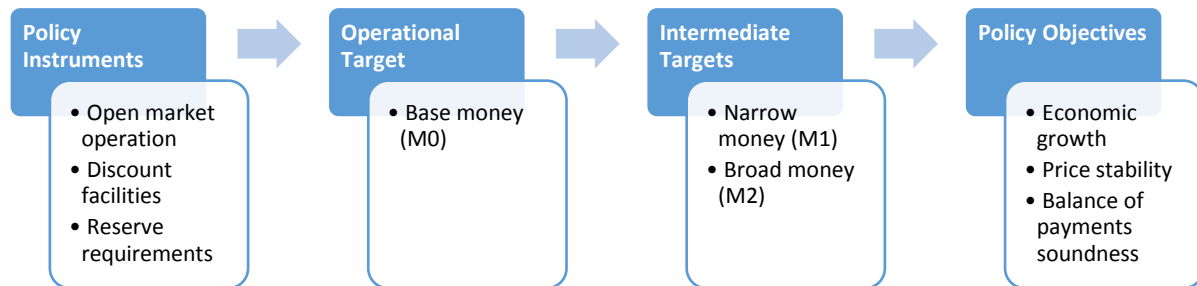 Policy
Instruments
• Open market
operation
• Discount
facilities
• Reserve
requirements
Operational
Target
• Base money
(M0)
Intermediate
Targets
• Narrow
money (M1)
• Broad money
(M2)
Policy Objectives
• Economic
growth
• Price stability
• Balance of
payments
soundness